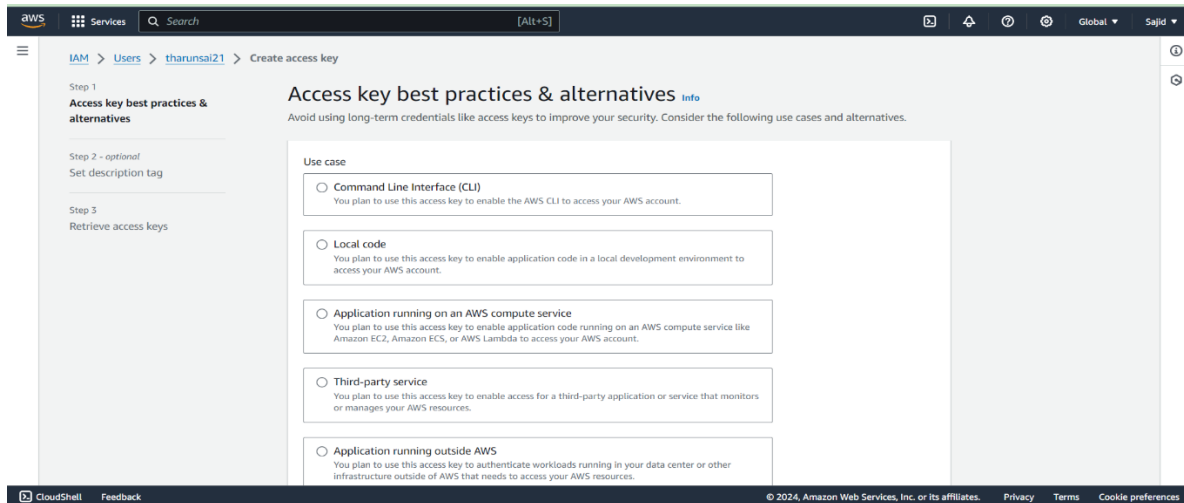 aws Services Search [Alt+S] Global ▼ Sajid ▼
IAM > Users > tharunsai21 > Create access key
Step 1
Access key best practices &
alternatives
Step 2 - optional
Set description tag
Step 3
Retrieve access keys
Access key best practices & alternatives Info
Avoid using long-term credentials like access keys to improve your security. Consider the following use cases and alternatives.
Use case
Command Line Interface (CLI)
You plan to use this access key to enable the AWS CLI to access your AWS account.
Local code
You plan to use this access key to enable application code in a local development environment to
access your AWS account.
Application running on an AWS compute service
You plan to use this access key to enable application code running on an AWS compute service like
Amazon EC2, Amazon ECS, or AWS Lambda to access your AWS account.
Third-party service
You plan to use this access key to enable access for a third-party application or service that monitors
or manages your AWS resources.
Application running outside AWS
You plan to use this access key to authenticate workloads running in your data center or other
infrastructure outside of AWS that needs to access your AWS resources.
CloudShell Feedback © 2024, Amazon Web Services, Inc. or its affiliates. Privacy Terms Cookie preferences